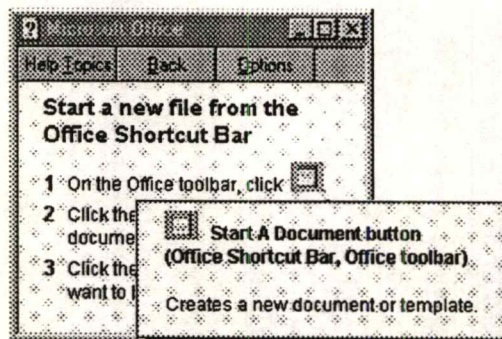 Microsoft Office
Help Topics Back Options
Start a new file from the
Office Shortcut Bar
1 On the Office toolbar, click
2 Click the
docume
3 Click the
want to
Start A Document button
(Office Shortcut Bar, Office toolbar)
Creates a new document or template.